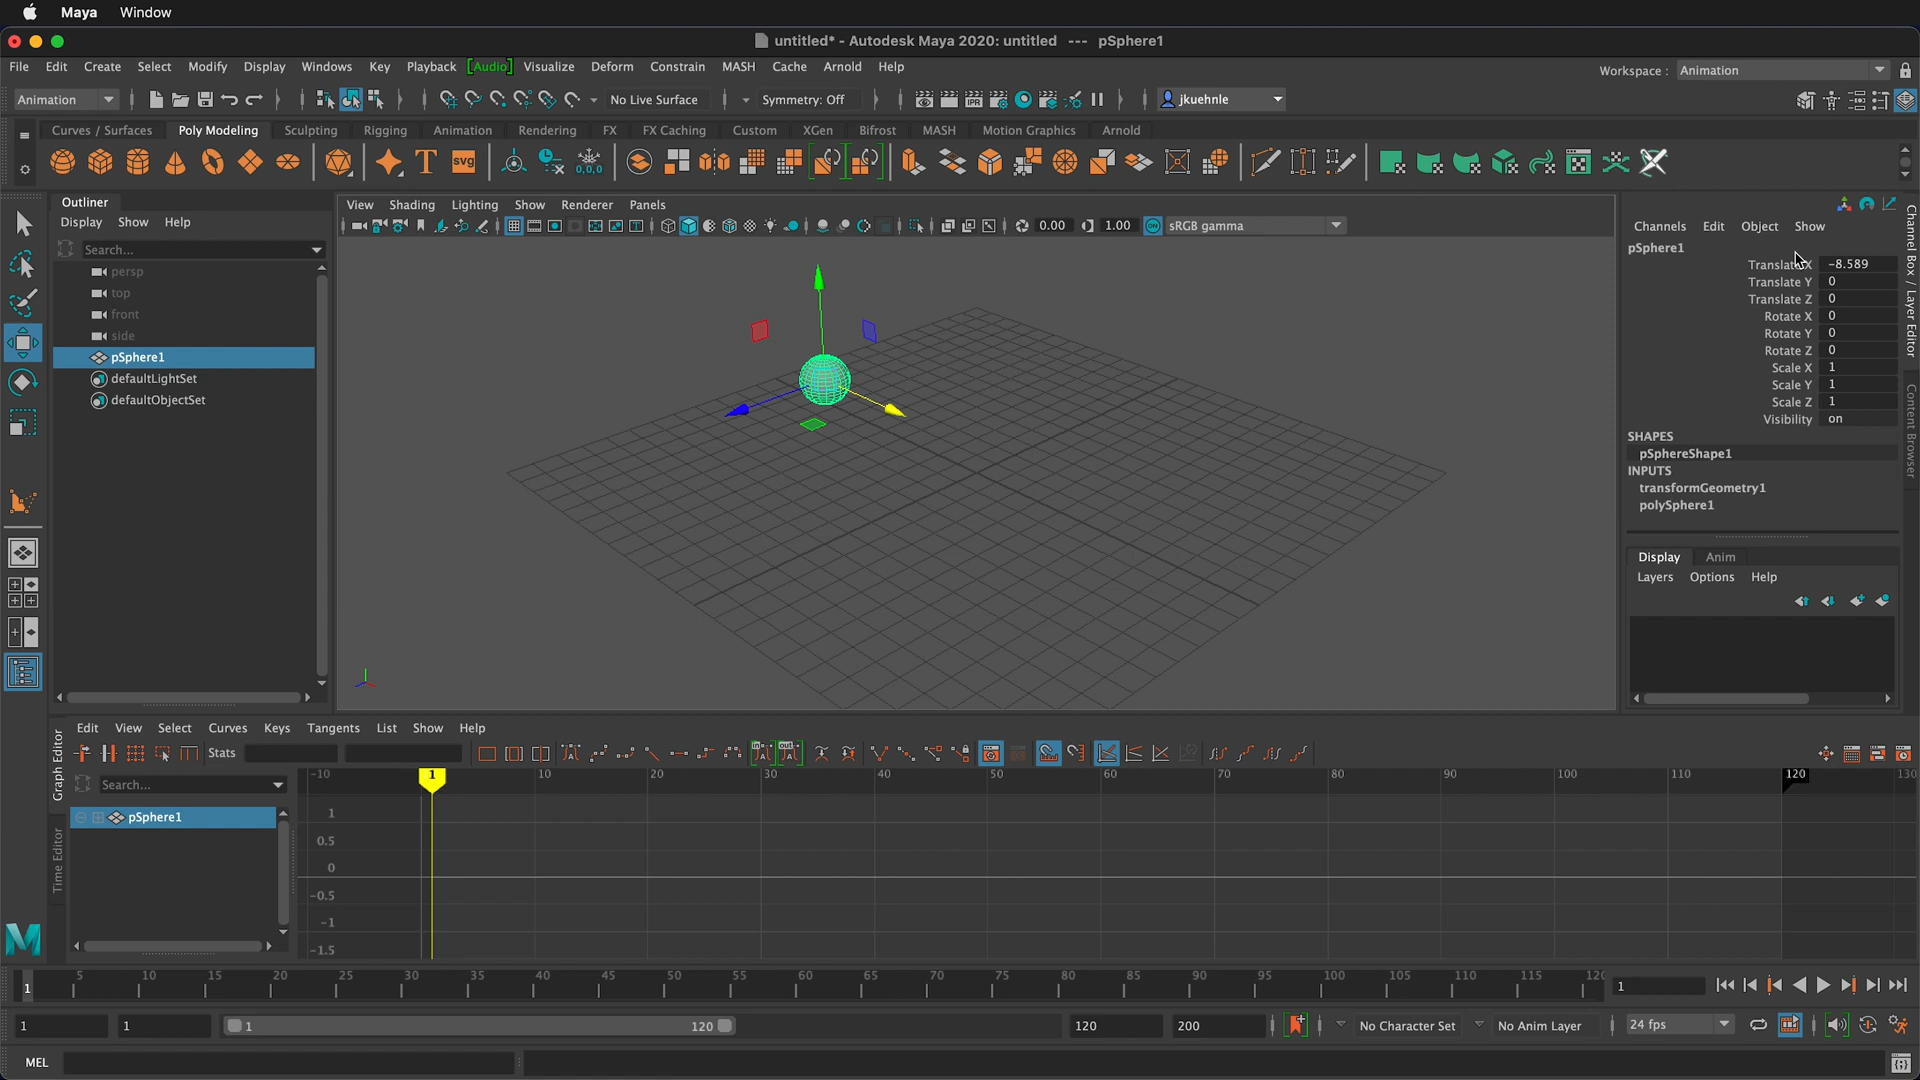 Maya Window
untitled* - Autodesk Maya 2020: untitled --- pSphere1
File Edit Create Select Modify Display Windows Key Playback [Audio] Visualize Deform Constrain MASH Cache Arnold Help
Workspace : Animation
Animation No Live Surface Symmetry: Off IPR jkuehnle
Curves / Surfaces Poly Modeling Sculpting Rigging Animation Rendering FX FX Caching Custom XGen Bifrost MASH Motion Graphics Arnold
T svg 0,0,0
Outliner
Display Show Help
Search...
persp
top
front
side
pSphere1
defaultLightSet
defaultObjectSet
View Shading Lighting Show Renderer Panels
0.00 1.00 sRGB gamma
Channels Edit Object Show
pSphere1
Translate X -8.589
Translate Y 0
Translate Z 0
Rotate X 0
Rotate Y 0
Rotate Z 0
Scale X 1
Scale Y 1
Scale Z 1
Visibility on
SHAPES
pSphereShape1
INPUTS
transformGeometry1
polySphere1
Channel Box / Layer Editor
Content Browser
Display Anim
Layers Options Help
Graph Editor
Time Editor
Edit View Select Curves Keys Tangents List Show Help
Stats
Search...
pSphere1
-10 1 10 20 30 40 50 60 70 80 90 100 110 120 130
1
0.5
0
-0.5
-1
-1.5
1 5 10 15 20 25 30 35 40 45 50 55 60 65 70 75 80 85 90 95 100 105 110 115 120
1
1 1 1 120 120 200 No Character Set No Anim Layer 24 fps
MEL